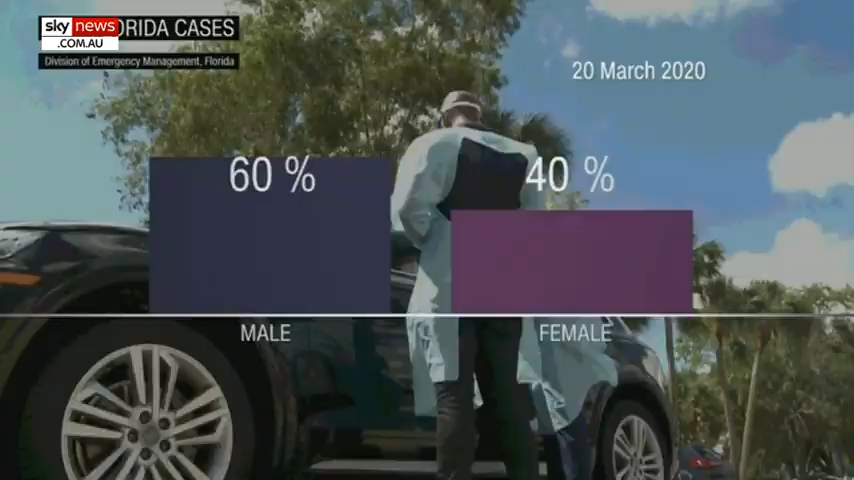 sky news
.COM.AU
RIDA CASES
Division of Emergency Management, Florida
20 March 2020
60 %
40 %
MALE
FEMALE